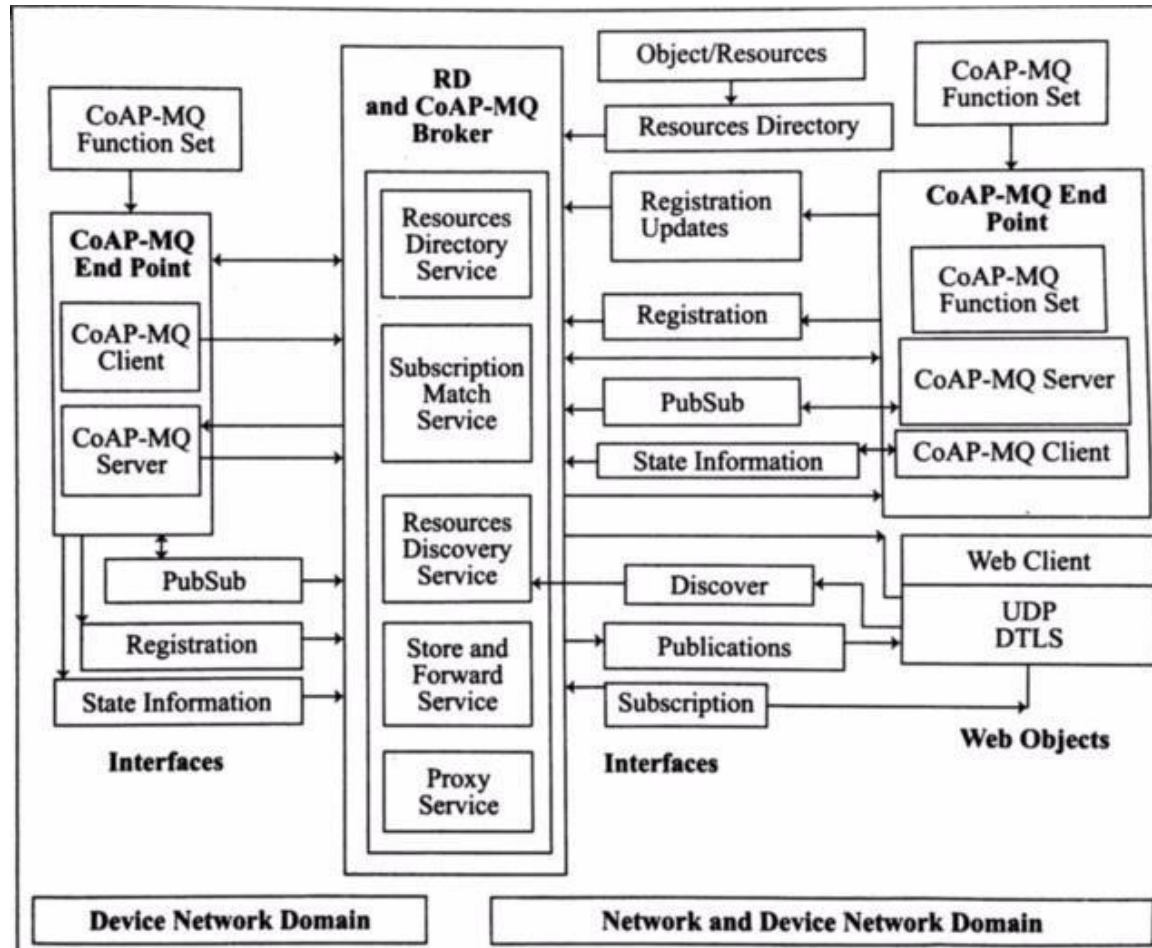 CoAP-MQ
Function Set
CoAP-MQ
End Point
CoAP-MQ
Client
CoAP-MQ
Server
PubSub
Registration
State Information
Interfaces
RD
and CoAP-MQ
Broker
Resources
Directory
Service
Subscription
Match
Service
Resources
Discovery
Service
Store and
Forward
Service
Proxy
Service
Object/Resources
Resources Directory
Registration
Updates
Registration
PubSub
State Information
Discover
Publications
Subscription
Interfaces
CoAP-MQ
Function Set
CoAP-MQ End
Point
CoAP-MQ
Function Set
CoAP-MQ Server
CoAP-MQ Client
Web Client
UDP
DTLS
Web Objects
Device Network Domain
Network and Device Network Domain